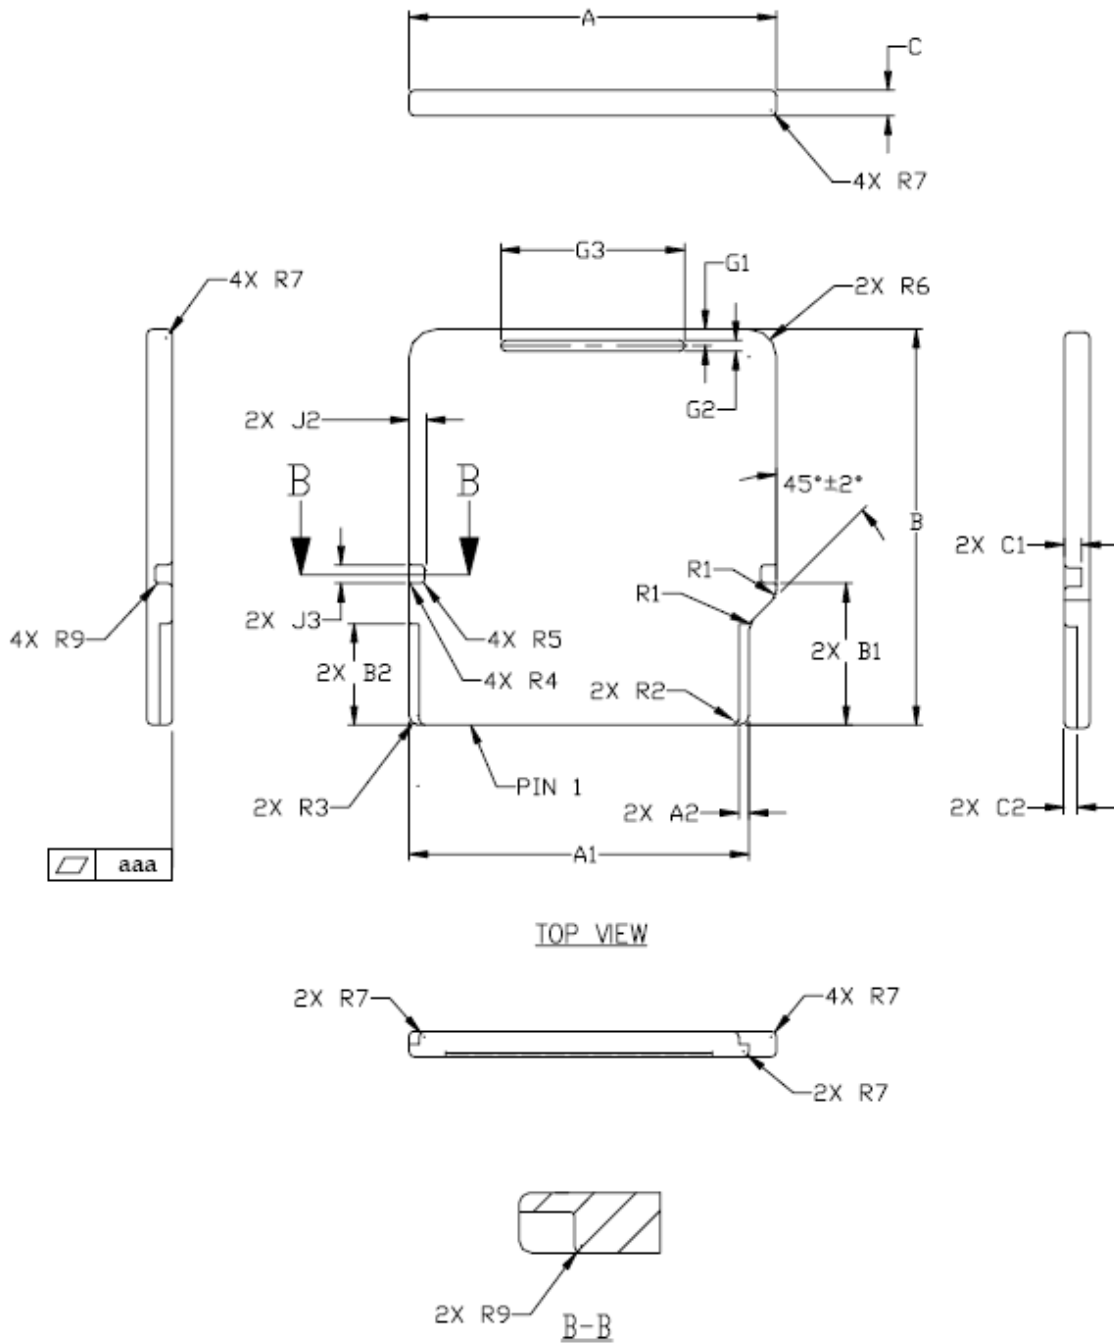 A
C
4X R7
G3
G1
4X R7
2X R6
G2
2X J2
B
B
45°±2°
B
2X C1
R1
R1
2X J3
4X R9
4X R5
2X B1
2X B2
4X R4
2X R2
PIN 1
2X R3
2X A2
2X C2
A1
aaa
TOP VIEW
2X R7
4X R7
2X R7
2X R9
B-B